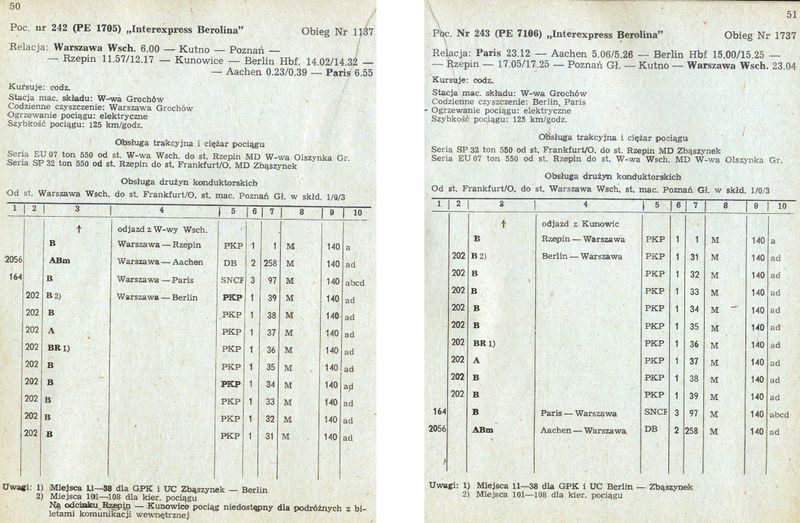 50
Poc. nr 242 (PE 1705) „Interexpress Berolina”
Obieg Nr 1137
Relacja: Warszawa Wsch. 6.00 — Kutno — Poznań —
— Rzepin 11.57/12.17 — Kunowice — Berlin Hbf. 14.02/14.32 —
— Aachen 0.23/0.39 — Paris 6.55
Kursuje: codz.
Stacja mac. składu: W-wa Grochów
Codzienne czyszczenie: Warszawa Grochów
Ogrzewanie pociągu: elektryczne
Szybkość pociągu: 125 km/godz.
Obsługa trakcyjna i ciężar pociągu
Seria EU 07 ton 550 od st. W-wa Wsch. do st. Rzepin MD W-wa Olszynka Gr.
Seria SP 32 ton 550 od st. Rzepin do st. Frankfurt/O, MD Zbąszynek
Obsługa drużyn konduktorskich
Od st. Warszawa Wsch. do st. Frankfurt/O. st. mac. Poznań Gł. w skłd. 1/0/3
1 2 3 4 5 6 7 8 9 10
↑ odjazd z W-wy Wsch.
B Warszawa — Rzepin PKP 1 1 M 140 a
2056 ABm Warszawa — Aachen DB 2 258 M 140 ad
164 B Warszawa — Paris SNCF 3 97 M 140 abcd
202 B 2) Warszawa — Berlin PKP 1 39 M 140 ad
202 B PKP 1 38 M 140 ad
202 A PKP 1 37 M 140 ad
202 BR 1) PKP 1 36 M 140 ad
202 B PKP 1 35 M 140 ad
202 B PKP 1 34 M 140 ad
202 B PKP 1 33 M 140 ad
202 B PKP 1 32 M 140 ad
202 B PKP 1 31 M 140 ad
Uwagi: 1) Miejsca 11—38 dla GPK i UC Zbąszynek — Berlin
2) Miejsca 101—108 dla kier. pociągu
Na odcinku Rzepin — Kunowice pociąg niedostępny dla podróżnych z bi-
letami komunikacji wewnętrznej
51
Poc. Nr 243 (PE 7106) „Interexpress Berolina”
Obieg Nr 1737
Relacja: Paris 23.12 — Aachen 5.06/5.26 — Berlin Hbf 15.00/15.25 —
— Rzepin — 17.05/17.25 — Poznań Gł. — Kutno — Warszawa Wsch. 23.04
Kursuje: codz.
Stacja mac. składu: W-wa Grochów
Codzienne czyszczenie: Berlin, Paris
Ogrzewanie pociągu: elektryczne
Szybkość pociągu: 125 km/godz.
Obsługa trakcyjna i ciężar pociągu
Seria SP 32 ton 550 od st. Frankfurt/O. do st. Rzepin MD Zbąszynek
Seria EU 07 ton 550 od st. Rzepin do st. W-wa Wsch. MD W-wa Olszynka Gr.
Obsługa drużyn konduktorskich
Od st. Frankfurt/O. do st, Warszawa Wsch. st, mac. Poznań Gł. w skłd. 1/0/3
1 2 3 4 5 6 7 8 9 10
↑ odjazd z Kunowic
B Rzepin — Warszawa PKP 1 1 M 140 a
202 B 2) Berlin — Warszawa PKP 1 31 M 140 ad
202 B PKP 1 32 M 140 ad
202 B PKP 1 33 M 140 ad
202 B PKP 1 34 M 140 ad
202 B PKP 1 35 M 140 ad
202 BR 1) PKP 1 36 M 140 ad
202 A PKP 1 37 M 140 ad
202 B PKP 1 38 M 140 ad
202 B PKP 1 39 M 140 ad
164 B Paris — Warszawa SNCF 3 97 M 140 abcd
2056 ABm Aachen — Warszawa DB 2 258 M 140 ad
Uwagi: 1) Miejsca 11—38 dla GPK i UC Berlin — Zbąszynek
2) Miejsca 101—108 dla kier. pociągu